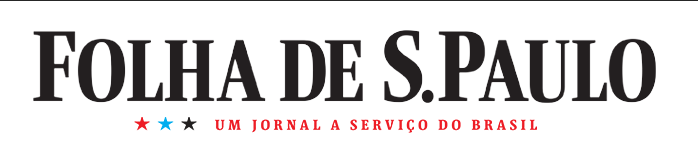 FOLHA DE S.PAULO
★ ★ ★ UM JORNAL A SERVIÇO DO BRASIL